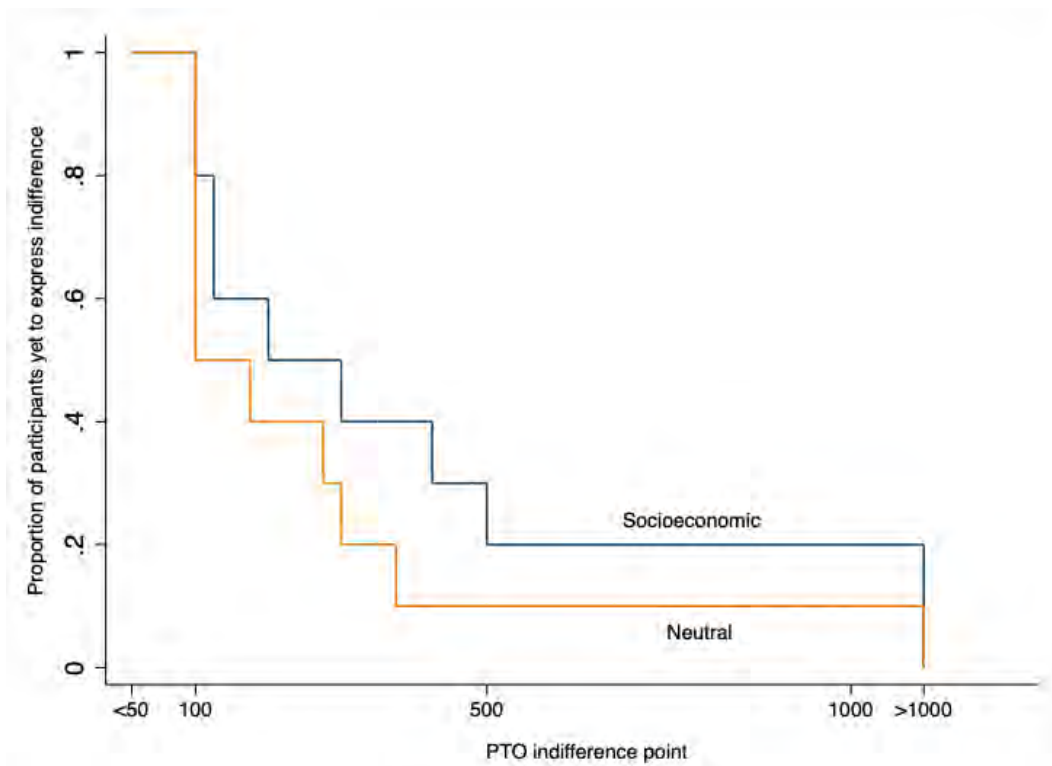 Proportion of participants yet to express indifference
1
.8
.6
.4
.2
0
Socioeconomic
Neutral
<50 100 500 1000 >1000
PTO indifference point